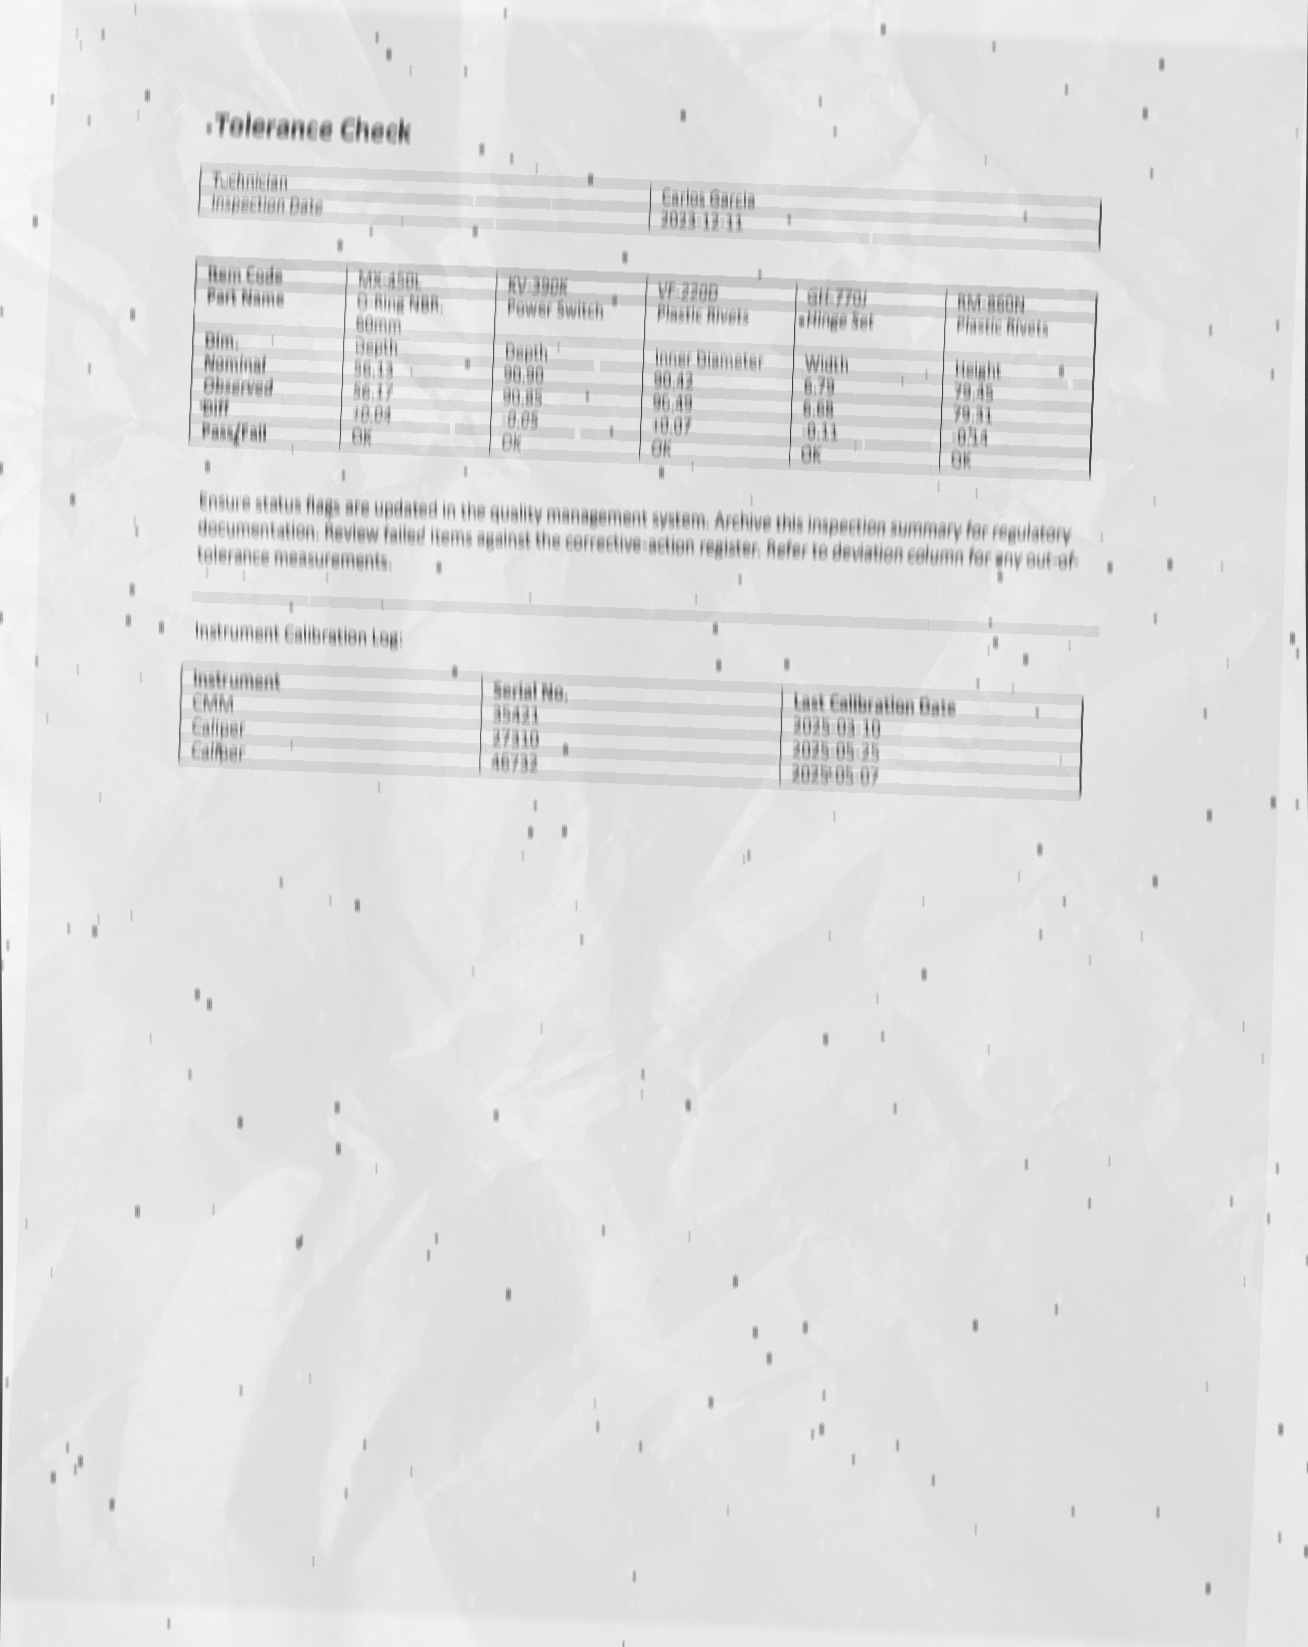 Tolerance Check
Technician Carlos Garcia
Inspection Date 2023-12-11
Item Code MX-450L KV-390K VF-220D GH-770J RM-860N
Part Name O-Ring NBR, Power Switch Plastic Rivets Hinge Set Plastic Rivets
60mm
Dim. Depth Depth Inner Diameter Width Height
Nominal 56.13 90.90 6.79 79.45
Observed 56.17 90.85 6.68 79.31
Diff +0.04 -0.05 +0.07 -0.11 -0.14
Pass/Fail OK OK OK OK OK
Ensure status flags are updated in the quality management system. Archive this inspection summary for regulatory
documentation. Review failed items against the corrective-action register. Refer to deviation column for any out-of-
tolerance measurements.
Instrument Calibration Log:
Instrument Serial No. Last Calibration Date
CMM 35421 2025-03-10
Caliper 27310 2025-05-25
Caliper 46732 2025-05-07